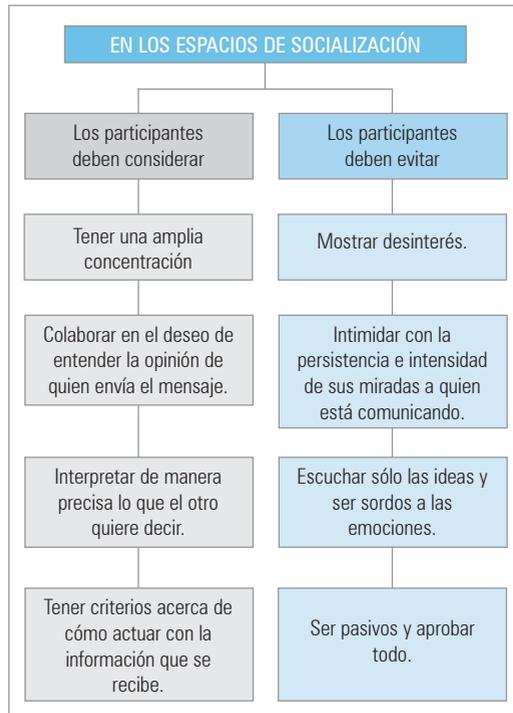 EN LOS ESPACIOS DE SOCIALIZACIÓN
Los participantes
deben considerar
Tener una amplia
concentración
Colaborar en el deseo de
entender la opinión de
quien envía el mensaje.
Interpretar de manera
precisa lo que el otro
quiere decir.
Tener criterios acerca de
cómo actuar con la
información que se
recibe.
Los participantes
deben evitar
Mostrar desinterés.
Intimidar con la
persistencia e intensidad
de sus miradas a quien
está comunicando.
Escuchar sólo las ideas y
ser sordos a las
emociones.
Ser pasivos y aprobar
todo.